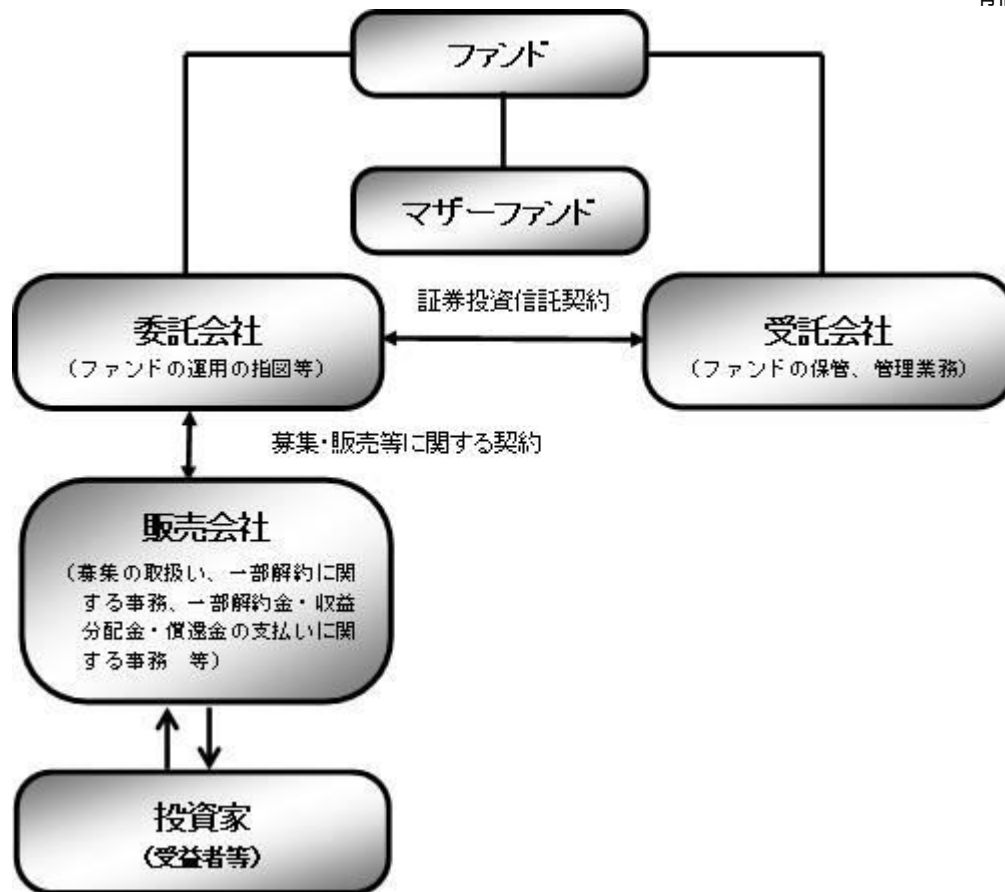 ファンド
マザーファンド
証券投資信託契約
委託会社
（ファンドの運用の指図等）
受託会社
（ファンドの保管、管理業務）
募集・販売等に関する契約
販売会社
（募集の取扱い、一部解約に関
する事務、一部解約金・収益
分配金・償還金の支払いに関
する事務　等）
投資家
（受益者等）